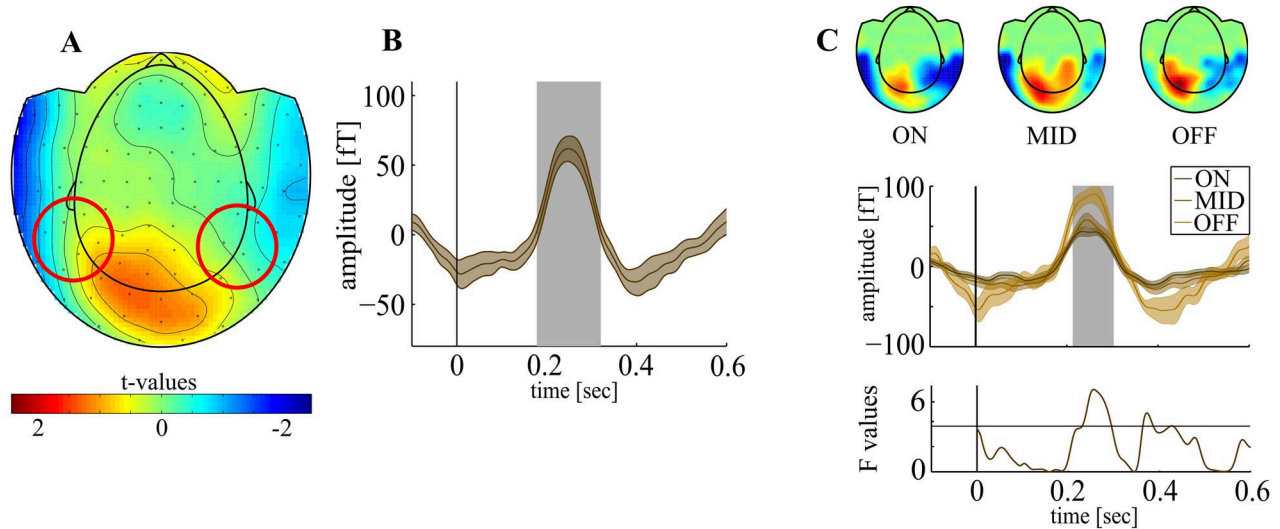 A
t-values
2 0 -2
B
amplitude [fT]
100
50
0
−50
0 0.2 0.4 0.6
time [sec]
C
ON MID OFF
amplitude [fT]
100
0
−100
ON
MID
OFF
F values
6
0
0 0.2 0.4 0.6
time [sec]